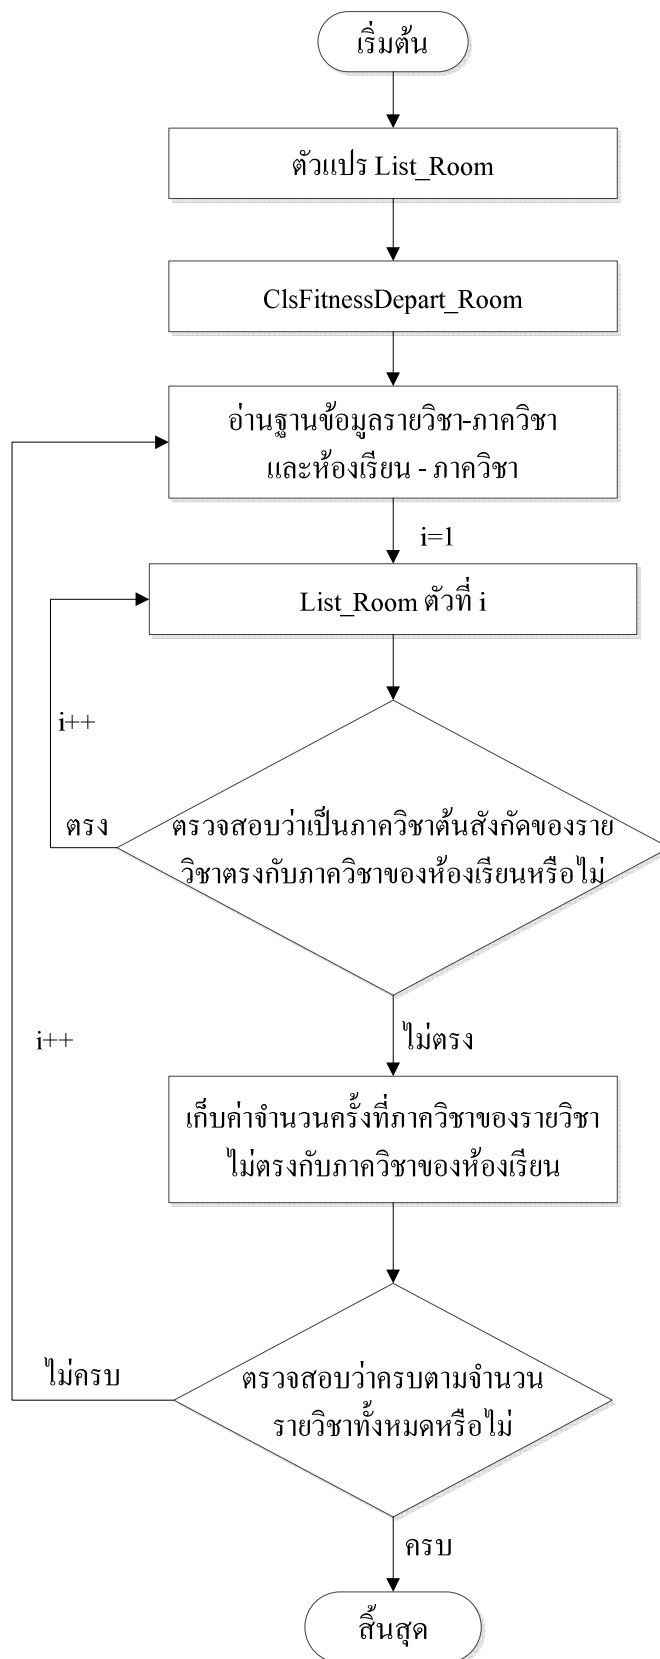 เริ่มต้น
ตัวแปร List_Room
ClsFitnessDepart_Room
อ่านฐานข้อมูลรายวิชา-ภาควิชา
และห้องเรียน - ภาควิชา
i=1
List_Room ตัวที่ i
i++
ตรง
ตรวจสอบว่าเป็นภาควิชาต้นสังกัดของราย
วิชาตรงกับภาควิชาของห้องเรียนหรือไม่
ไม่ตรง
i++
เก็บค่าจำนวนครั้งที่ภาควิชาของรายวิชา
ไม่ตรงกับภาควิชาของห้องเรียน
ไม่ครบ
ตรวจสอบว่าครบตามจำนวน
รายวิชาทั้งหมดหรือไม่
ครบ
สิ้นสุด